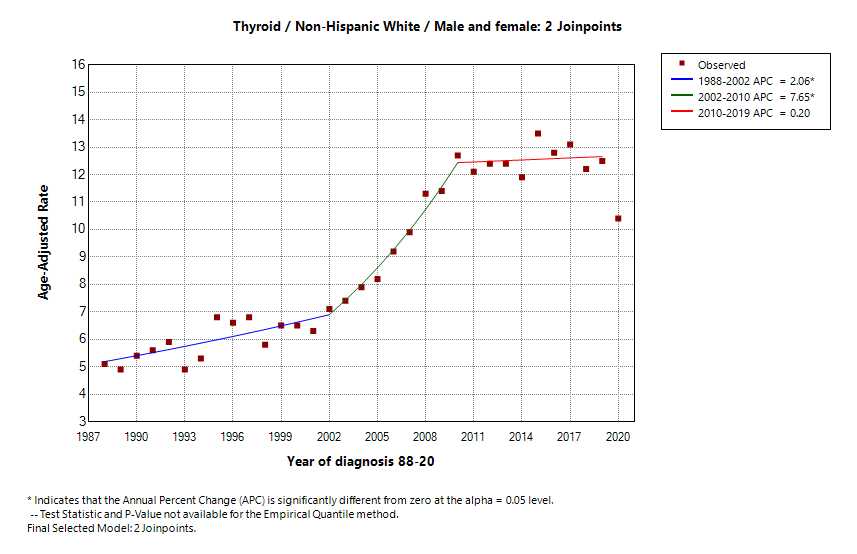 Thyroid / Non-Hispanic White / Male and female: 2 Joinpoints
Observed
1988-2002 APC = 2.06*
2002-2010 APC = 7.65*
2010-2019 APC = 0.20
16
15
14
13
12
11
10
9
8
7
6
5
4
3
Age-Adjusted Rate
1987 1990 1993 1996 1999 2002 2005 2008 2011 2014 2017 2020
Year of diagnosis 88-20
* Indicates that the Annual Percent Change (APC) is significantly different from zero at the alpha = 0.05 level.
-- Test Statistic and P-Value not available for the Empirical Quantile method.
Final Selected Model: 2 Joinpoints.